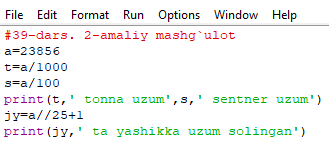 File Edit Format Run Options Window Help
#39-dars. 2-amaliy mashg`ulot
a=23856
t=a/1000
s=a/100
print(t,' tonna uzum',s,' sentner uzum')
jy=a//25+1
print(jy,' ta yashikka uzum solingan')